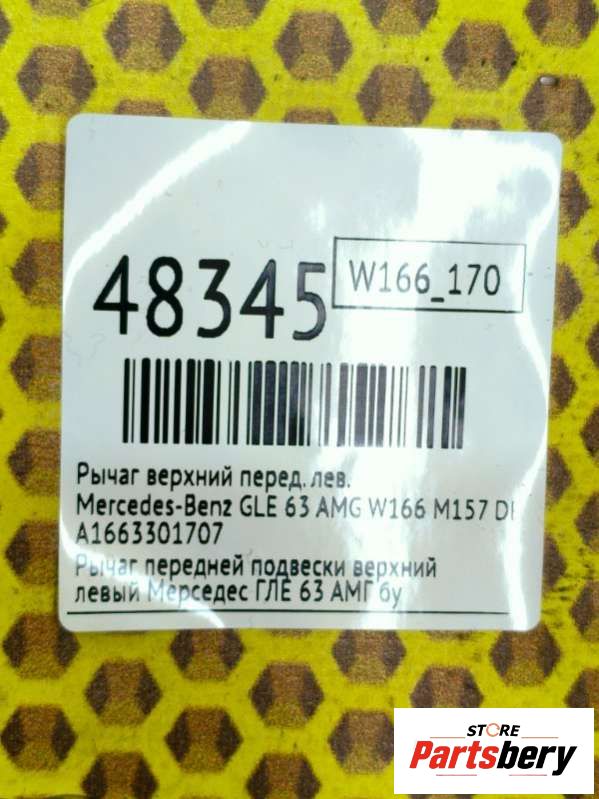 48345
W166_170
Рычаг верхний перед. лев.
Mercedes-Benz GLE 63 AMG W166 M157 DE
A1663301707
Рычаг передней подвески верхний
левый Мерседес ГЛЕ 63 АМГ бу
STORE
Partsbery